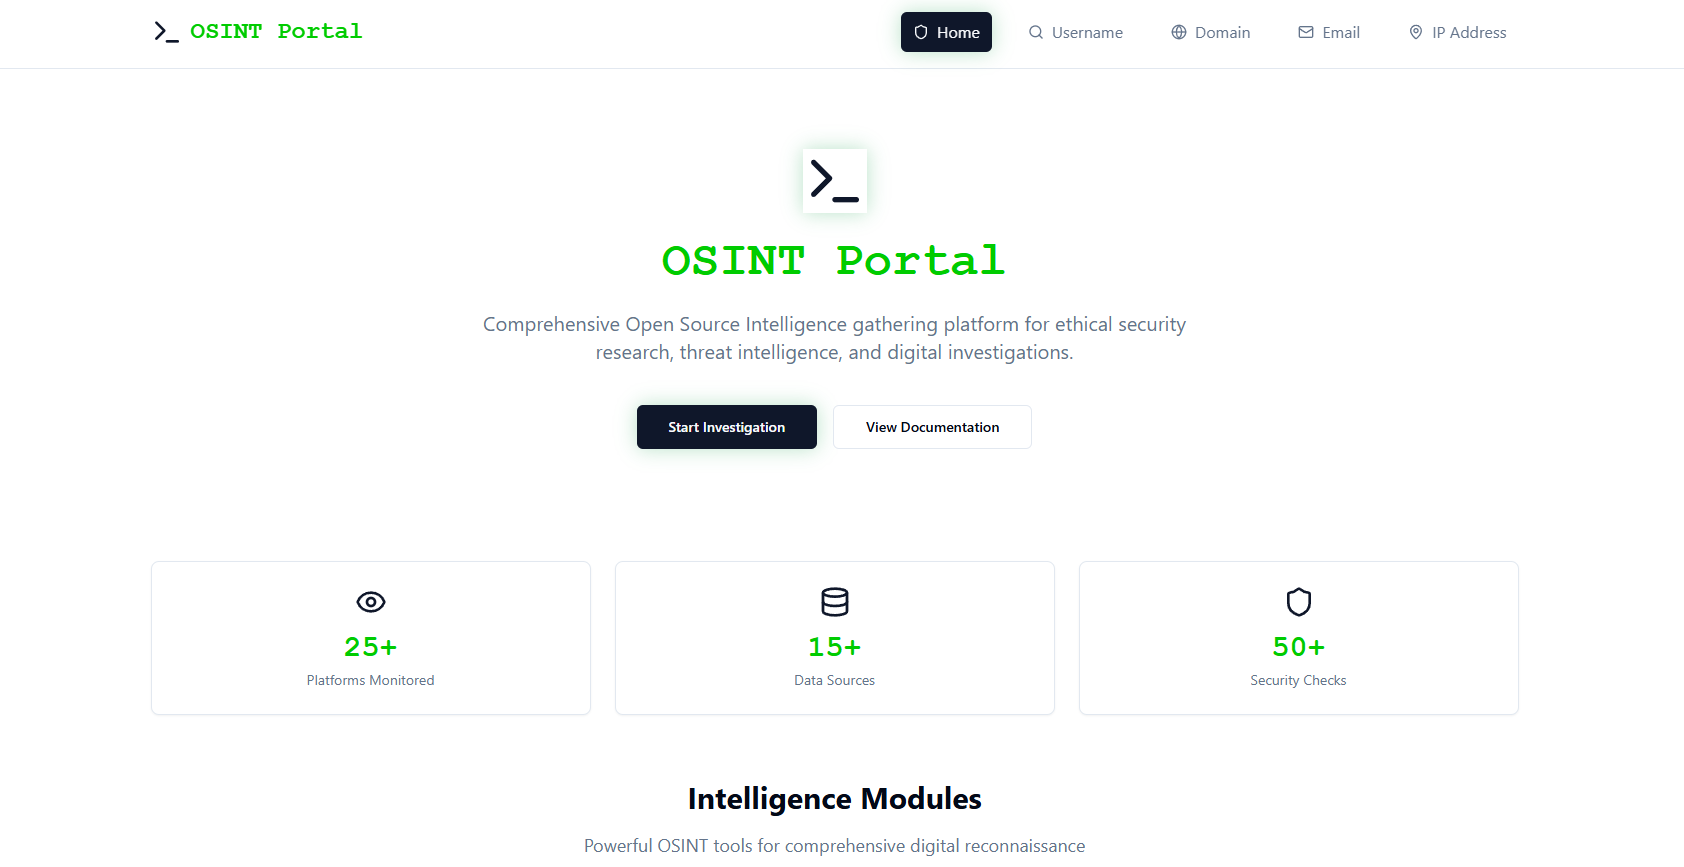 OSINT Portal
Home
Username
Domain
Email
IP Address
OSINT Portal
Comprehensive Open Source Intelligence gathering platform for ethical security
research, threat intelligence, and digital investigations.
Start Investigation
View Documentation
25+
Platforms Monitored
15+
Data Sources
50+
Security Checks
Intelligence Modules
Powerful OSINT tools for comprehensive digital reconnaissance